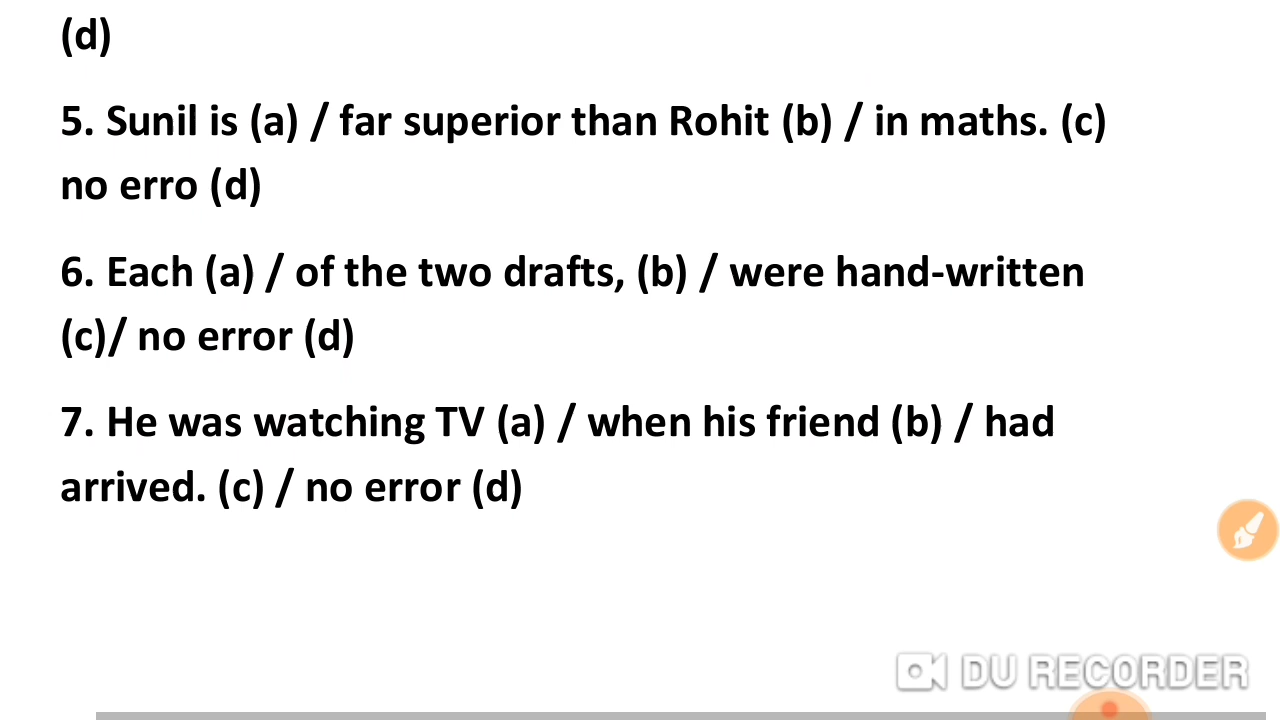 (d)
5. Sunil is (a) / far superior than Rohit (b) / in maths. (c)
no erro (d)
6. Each (a) / of the two drafts, (b) / were hand-written
(c)/ no error (d)
7. He was watching TV (a) / when his friend (b) / had
arrived. (c) / no error (d)
DU RECORDER